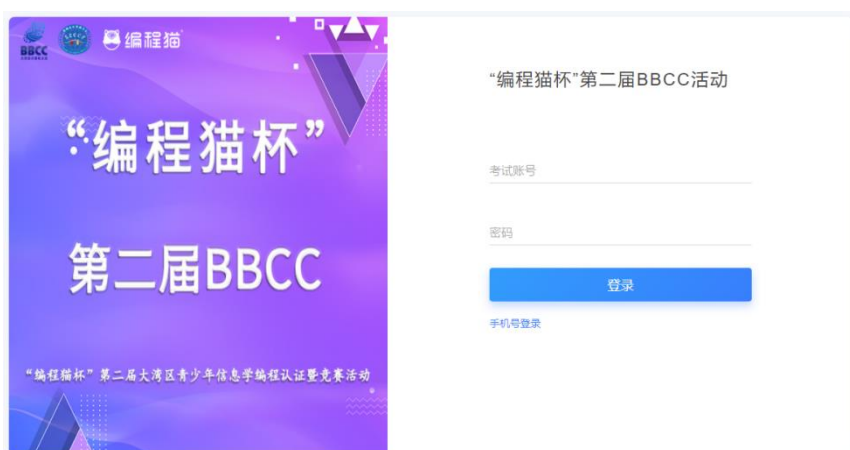 BBCC
编程猫
“编程猫杯”
第二届BBCC
“编程猫杯”第二届大湾区青少年信息学编程认证暨竞赛活动
“编程猫杯”第二届BBCC活动
考试账号
密码
登录
手机号登录